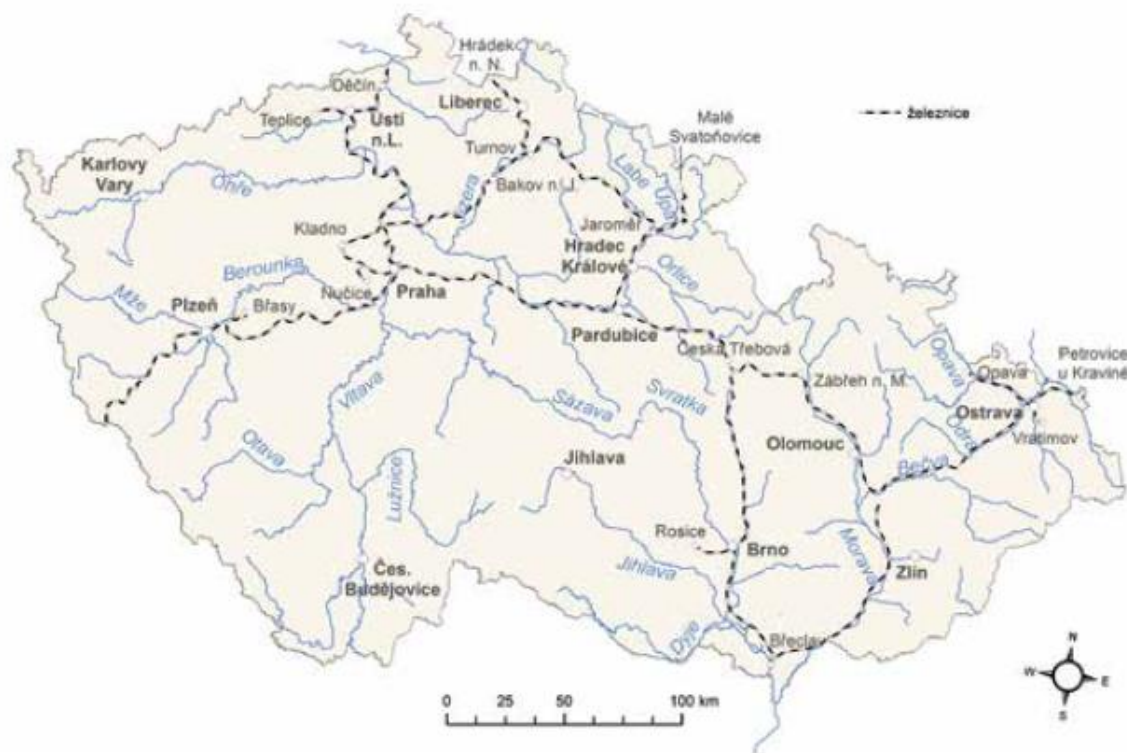 Hrádek
n. N.
Děčín
Liberec
Malé
Svatoňovice
železnice
Teplice
Ústí
n.L.
Turnov
Karlovy
Vary
Ohře
Jizera
Bakov n. J.
Labe
Úpa
Kladno
Jaroměř
Hradec
Králové
Orlice
Berounka
Mže
Plzeň
Břasy
Nučice
Praha
Pardubice
Česká Třebová
Opava
Opava
Petrovice
u Kraviné
Vltava
Sázava
Svratka
Zábřeh n. M.
Ostrava
Odra
Vratimov
Otava
Lužnice
Jihlava
Olomouc
Bečva
Rosice
Brno
Jihlava
Morava
Zlín
Čes.
Budějovice
Dyje
Břeclav
N
W
E
S
0 25 50 100 km